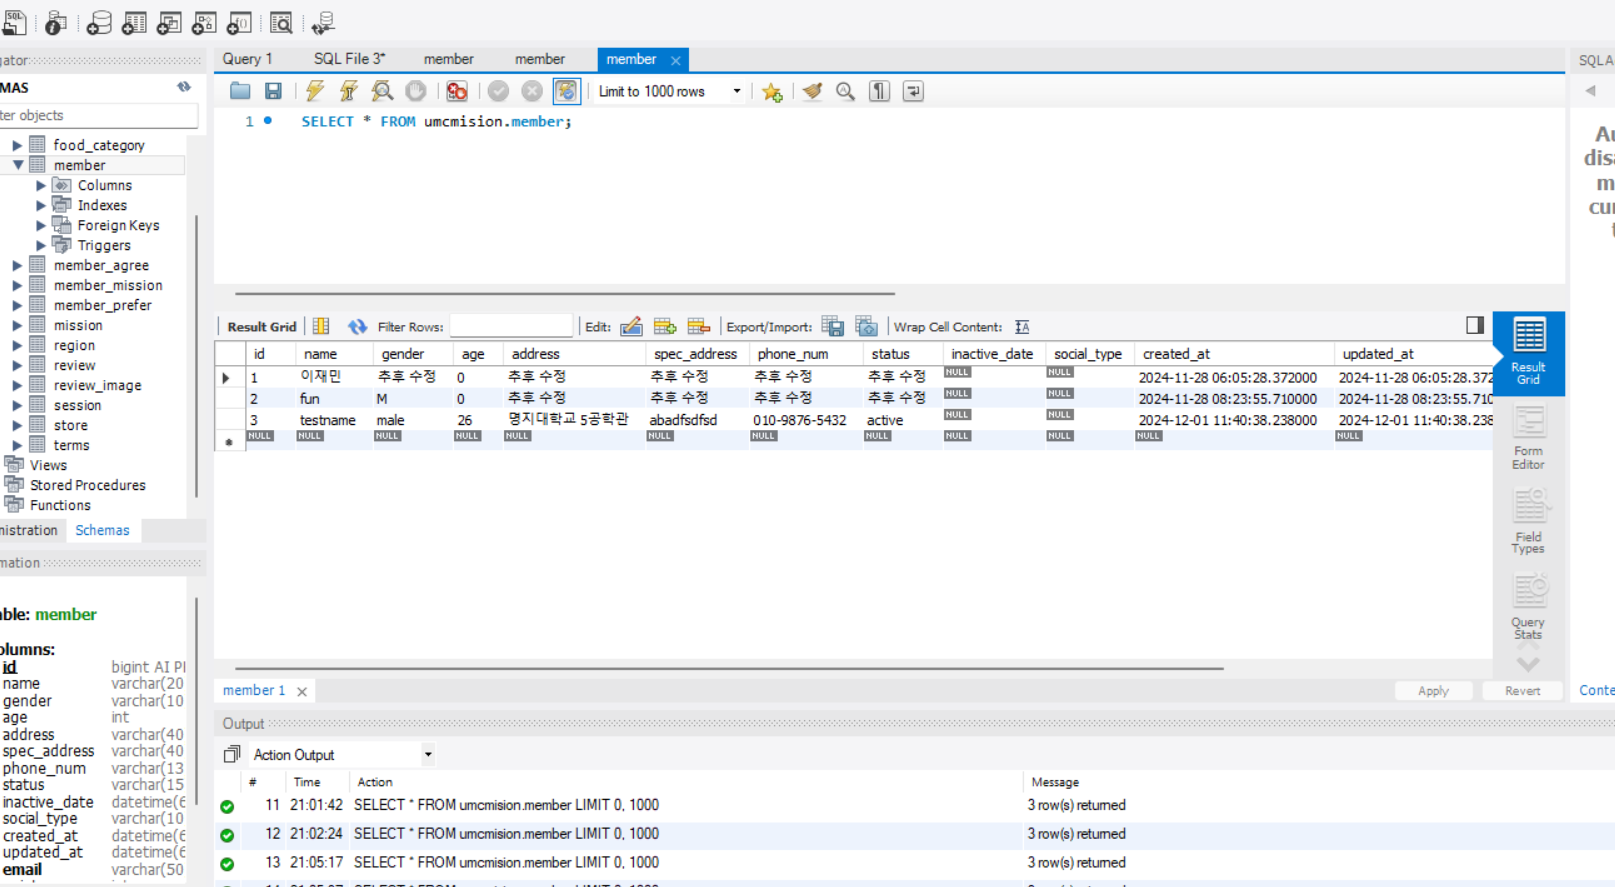 SQL
gator
MAS
ter objects
food_category
member
Columns
Indexes
Foreign Keys
Triggers
member_agree
member_mission
member_prefer
mission
region
review
review_image
session
store
terms
Views
Stored Procedures
Functions
nistration Schemas
mation
able: member
olumns:
id bigint AI P
name varchar(20
gender varchar(10
age int
address varchar(40
spec_address varchar(40
phone_num varchar(13
status varchar(15
inactive_date datetime(6
social_type varchar(10
created_at datetime(6
updated_at datetime(6
email varchar(50
Query 1 SQL File 3* member member member
Limit to 1000 rows
1 SELECT * FROM umcmision.member;
Result Grid Filter Rows: Edit: Export/Import: Wrap Cell Content:
id name gender age address spec_address phone_num status inactive_date social_type created_at updated_at
1 이재민 추후 수정 0 추후 수정 추후 수정 추후 수정 추후 수정 NULL NULL 2024-11-28 06:05:28.372000 2024-11-28 06:05:28.372
2 fun M 0 추후 수정 추후 수정 추후 수정 추후 수정 NULL NULL 2024-11-28 08:23:55.710000 2024-11-28 08:23:55.710
3 testname male 26 명지대학교 5공학관 abadfsdfsd 010-9876-5432 active NULL NULL 2024-12-01 11:40:38.238000 2024-12-01 11:40:38.238
NULL NULL NULL NULL NULL NULL NULL NULL NULL NULL NULL NULL
Result
Grid
Form
Editor
Field
Types
Query
Stats
member 1 Apply Revert
Output
Action Output
# Time Action Message
11 21:01:42 SELECT * FROM umcmision.member LIMIT 0, 1000 3 row(s) returned
12 21:02:24 SELECT * FROM umcmision.member LIMIT 0, 1000 3 row(s) returned
13 21:05:17 SELECT * FROM umcmision.member LIMIT 0, 1000 3 row(s) returned
SQLA
Au
disa
m
cur
t
Conte